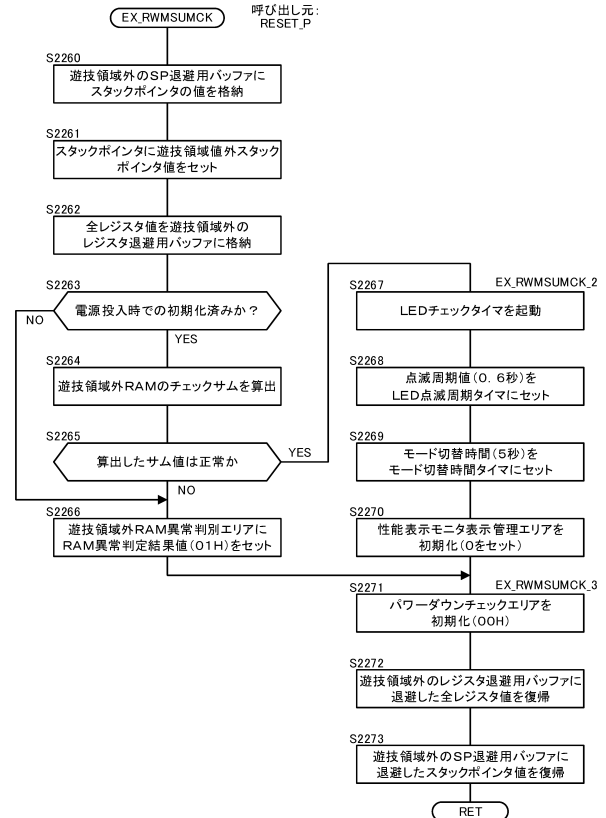 EX_RWMSUMCK
呼び出し元:
RESET_P
S2260
遊技領域外のSP退避用バッファに
スタックポインタの値を格納
S2261
スタックポインタに遊技領域値外スタック
ポインタ値をセット
S2262
全レジスタ値を遊技領域外の
レジスタ退避用バッファに格納
S2263
電源投入時での初期化済みか?
NO
YES
S2264
遊技領域外RAMのチェックサムを算出
S2265
算出したサム値は正常か
YES
NO
S2266
遊技領域外RAM異常判別エリアに
RAM異常判定結果値(01H)をセット
S2267
EX_RWMSUMCK_2
LEDチェックタイマを起動
S2268
点滅周期値(0.6秒)を
LED点滅周期タイマにセット
S2269
モード切替時間(5秒)を
モード切替時間タイマにセット
S2270
性能表示モニタ表示管理エリアを
初期化(0をセット)
S2271
EX_RWMSUMCK_3
パワーダウンチェックエリアを
初期化(00H)
S2272
遊技領域外のレジスタ退避用バッファに
退避した全レジスタ値を復帰
S2273
遊技領域外のSP退避用バッファに
退避したスタックポインタ値を復帰
RET